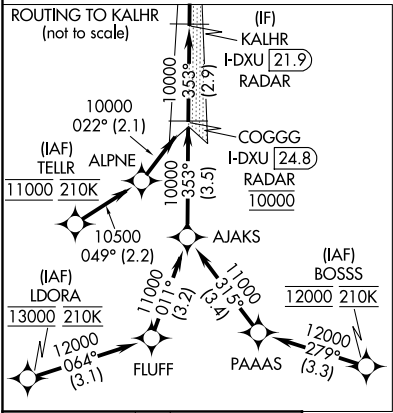 ROUTING TO KALHR
(not to scale)
(IF)
KALHR
I-DXU 21.9
RADAR
10000
353°
(2.9)
10000
022° (2.1)
COGGG
I-DXU 24.8
RADAR
10000
(IAF)
TELLR
11000 210K
ALPNE
10000
353°
(3.5)
10500
049° (2.2)
AJAKS
(IAF)
BOSSS
12000 210K
(IAF)
LDORA
13000 210K
11000
011°
(3.2)
11000
315°
(3.4)
12000
064°
(3.1)
FLUFF
PAAAS
12000
279°
(3.3)